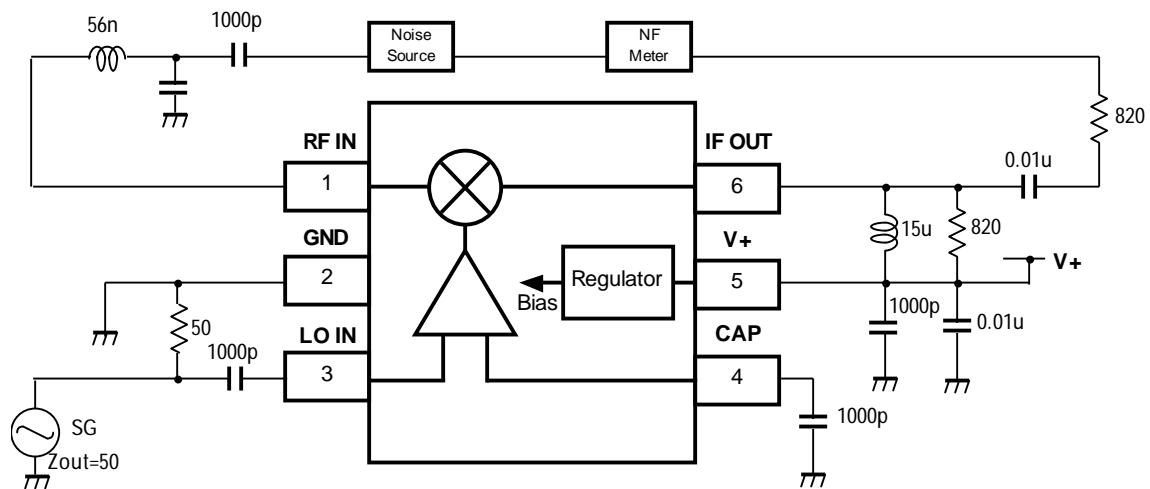 56n
1000p
Noise
Source
NF
Meter
820
RF IN
1
IF OUT
6
0.01u
15u
820
GND
2
V+
5
V+
Regulator
Bias
50
1000p
LO IN
3
CAP
4
1000p
0.01u
1000p
SG
Zout=50